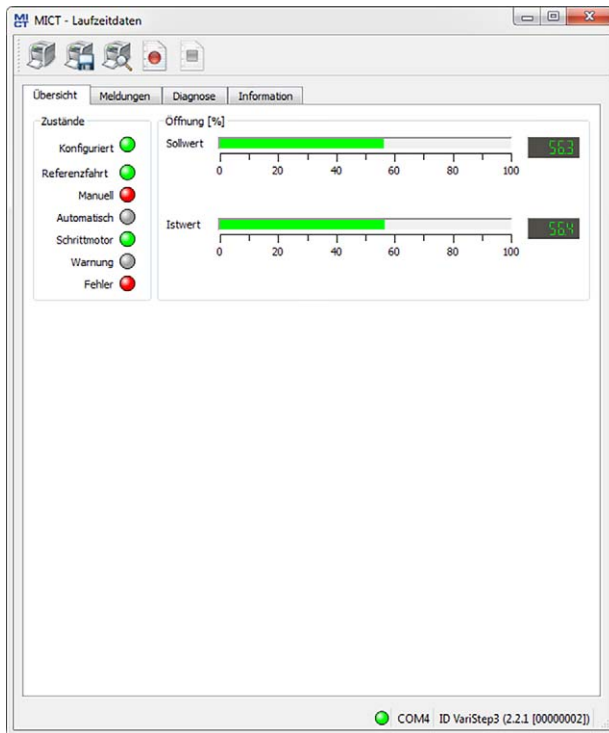 MICT - Laufzeitdaten
Übersicht Meldungen Diagnose Information
Zustände
Konfiguriert
Referenzfahrt
Manuell
Automatisch
Schrittmotor
Warnung
Fehler
Öffnung [%]
Sollwert 56.3
0 20 40 60 80 100
Istwert 56.4
0 20 40 60 80 100
COM4 ID VariStep3 (2.2.1 [00000002])